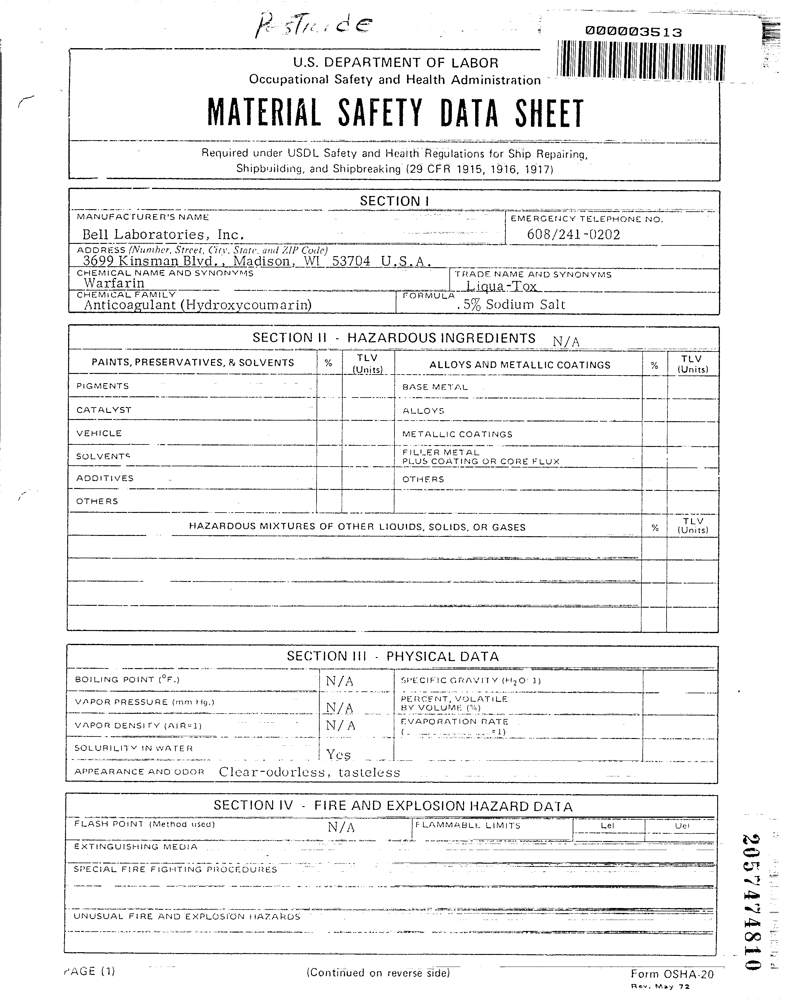 Pesticide
000003513
U.S. DEPARTMENT OF LABOR
Occupational Safety and Health Administration
MATERIAL SAFETY DATA SHEET
Required under USDL Safety and Health Regulations for Ship Repairing,
Shipbuilding, and Shipbreaking (29 CFR 1915, 1916, 1917)
SECTION I
MANUFACTURER'S NAME
Bell Laboratories, Inc.
EMERGENCY TELEPHONE NO.
608/241-0202
ADDRESS (Number, Street, City, State, and ZIP Code)
3699 Kinsman Blvd., Madison, WI 53704 U.S.A.
CHEMICAL NAME AND SYNONYMS
Warfarin
TRADE NAME AND SYNONYMS
Liqua-Tox
CHEMICAL FAMILY
Anticoagulant (Hydroxycoumarin)
FORMULA
.5% Sodium Salt
SECTION II - HAZARDOUS INGREDIENTS N/A
PAINTS, PRESERVATIVES, & SOLVENTS % TLV (Units) ALLOYS AND METALLIC COATINGS % TLV (Units)
PIGMENTS BASE METAL
CATALYST ALLOYS
VEHICLE METALLIC COATINGS
SOLVENTS FILLER METAL
PLUS COATING OR CORE FLUX
ADDITIVES OTHERS
OTHERS
HAZARDOUS MIXTURES OF OTHER LIQUIDS, SOLIDS, OR GASES % TLV (Units)
SECTION III - PHYSICAL DATA
BOILING POINT (°F.) N/A SPECIFIC GRAVITY (H2O=1)
VAPOR PRESSURE (mm Hg.) N/A PERCENT, VOLATILE
BY VOLUME (%)
VAPOR DENSITY (AIR=1) N/A EVAPORATION RATE
( =1)
SOLUBILITY IN WATER Yes
APPEARANCE AND ODOR Clear-odorless, tasteless
SECTION IV - FIRE AND EXPLOSION HAZARD DATA
FLASH POINT (Method used) N/A FLAMMABLE LIMITS Lel Uel
EXTINGUISHING MEDIA
SPECIAL FIRE FIGHTING PROCEDURES
UNUSUAL FIRE AND EXPLOSION HAZARDS
2057474810
PAGE (1) (Continued on reverse side) Form OSHA-20
Rev. May 72